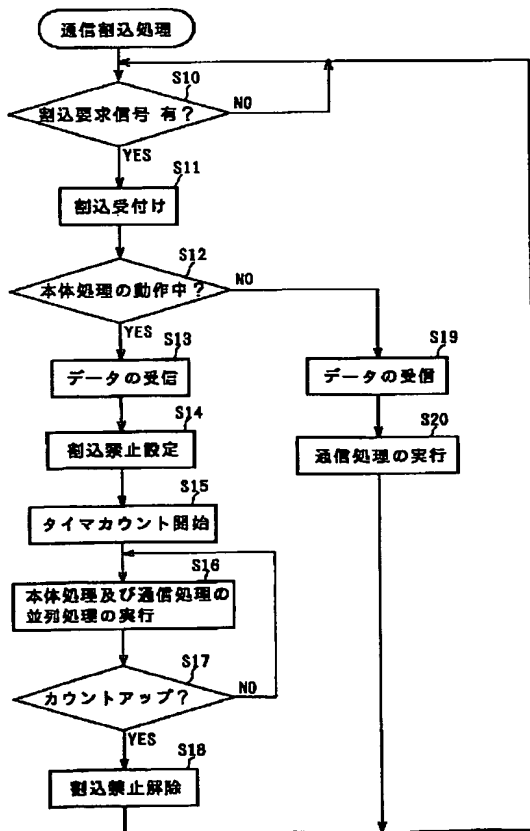 通信割込処理
S10
割込要求信号 有?
NO
YES
S11
割込受付け
S12
本体処理の動作中?
NO
YES
S13
データの受信
S14
割込禁止設定
S15
タイマカウント開始
S16
本体処理及び通信処理の
並列処理の実行
S17
カウントアップ?
NO
YES
S18
割込禁止解除
S19
データの受信
S20
通信処理の実行